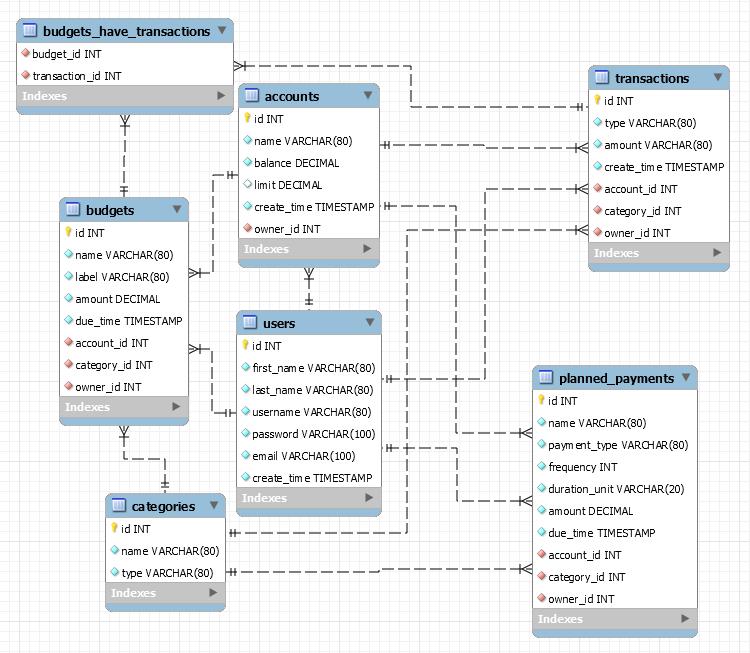 budgets_have_transactions
budget_id INT
transaction_id INT
Indexes
accounts
id INT
name VARCHAR(80)
balance DECIMAL
limit DECIMAL
create_time TIMESTAMP
owner_id INT
Indexes
transactions
id INT
type VARCHAR(80)
amount VARCHAR(80)
create_time TIMESTAMP
account_id INT
category_id INT
owner_id INT
Indexes
budgets
id INT
name VARCHAR(80)
label VARCHAR(80)
amount DECIMAL
due_time TIMESTAMP
account_id INT
category_id INT
owner_id INT
Indexes
users
id INT
first_name VARCHAR(80)
last_name VARCHAR(80)
username VARCHAR(80)
password VARCHAR(100)
email VARCHAR(100)
create_time TIMESTAMP
Indexes
planned_payments
id INT
name VARCHAR(80)
payment_type VARCHAR(80)
frequency INT
duration_unit VARCHAR(20)
amount DECIMAL
due_time TIMESTAMP
account_id INT
category_id INT
owner_id INT
Indexes
categories
id INT
name VARCHAR(80)
type VARCHAR(80)
Indexes